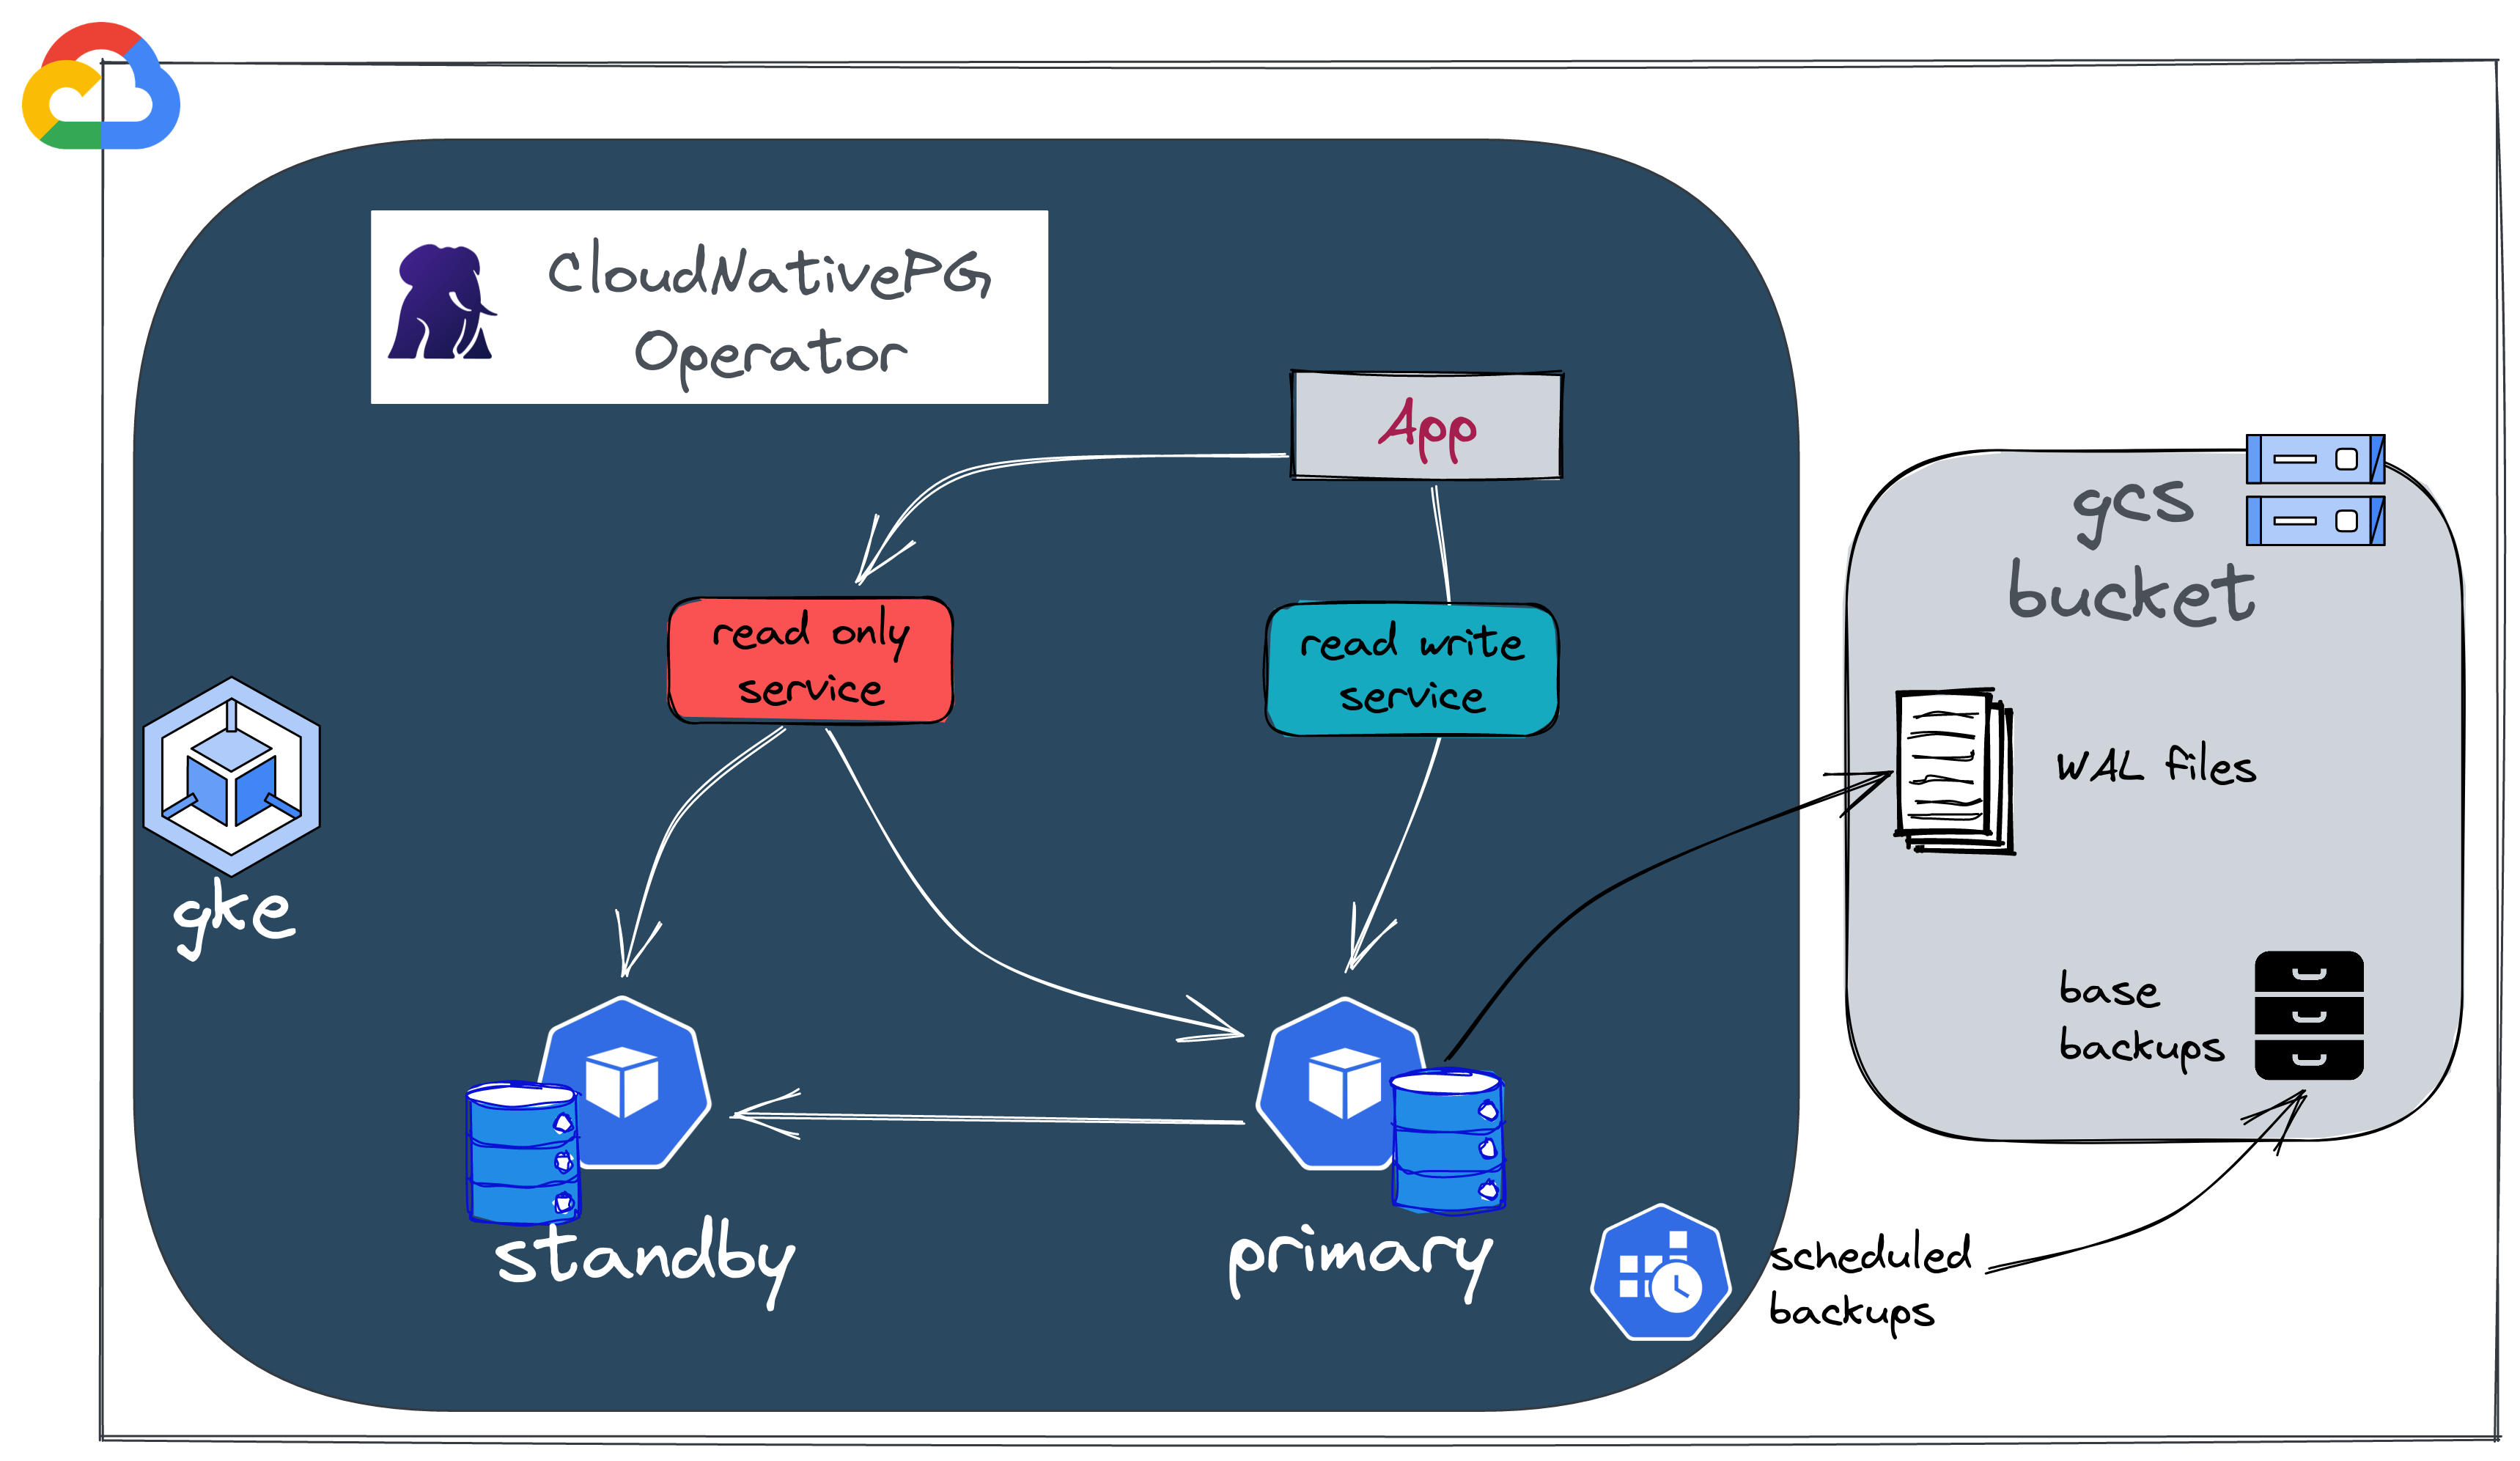 CloudNativePG
Operator
App
gcs
bucket
read only
service
read write
service
WAL files
gke
base
backups
standby
primary
scheduled
backups